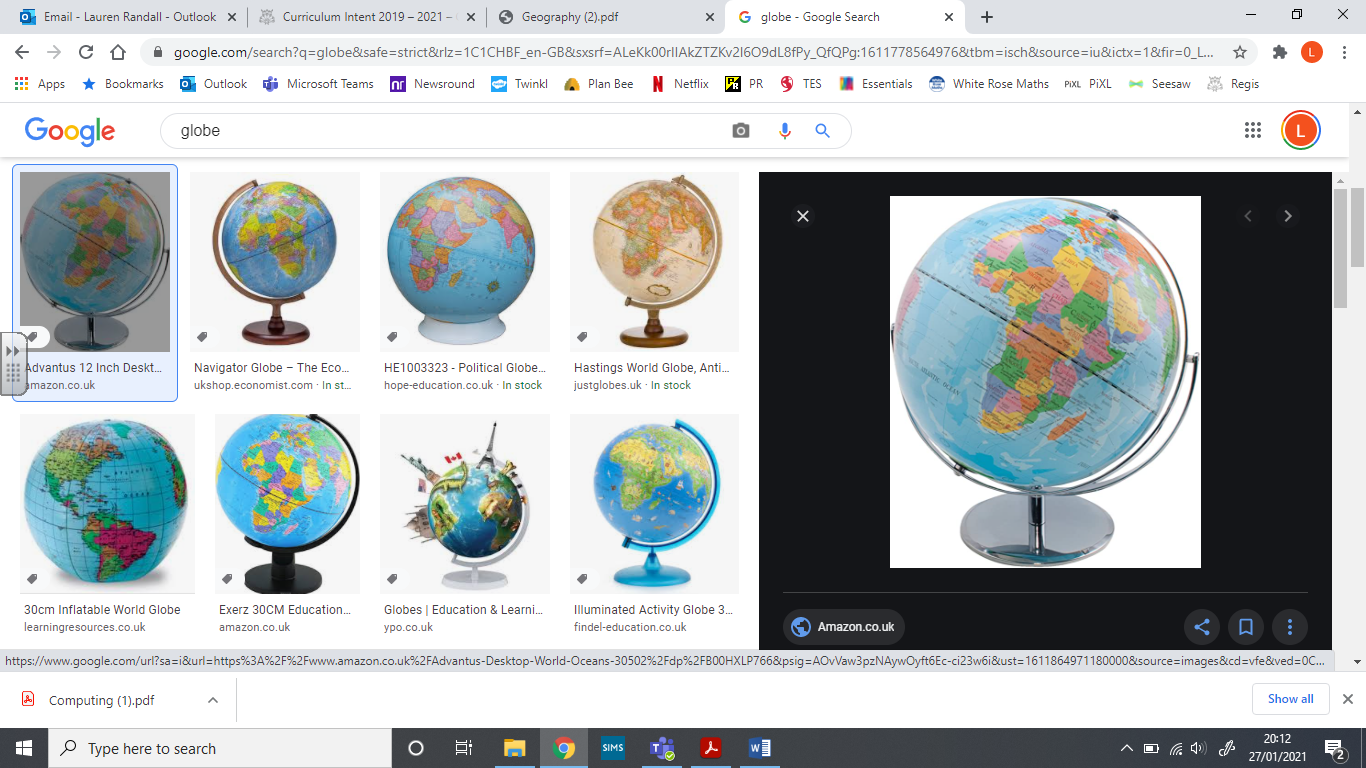 Email - Lauren Randall - Outlook
Curriculum Intent 2019 – 2021 –
Geography (2).pdf
globe - Google Search
google.com/search?q=globe&safe=strict&rlz=1C1CHBF_en-GB&sxsrf=ALeKk00rIlAkZTZKv2I6O9dL8fPy_QfQPg:1611778564976&tbm=isch&source=iu&ictx=1&fir=0_L...
L
Apps Bookmarks Outlook Microsoft Teams nr Newsround Twinkl Plan Bee N Netflix PR TES Essentials White Rose Maths PiXL PiXL Seesaw Regis
Google
globe
L
Advantus 12 Inch Deskt...
amazon.co.uk
Navigator Globe – The Eco...
ukshop.economist.com · In st...
HE1003323 - Political Globe...
hope-education.co.uk · In stock
Hastings World Globe, Anti...
justglobes.uk · In stock
ATLANTIC OCEAN
30cm Inflatable World Globe
learningresources.co.uk
Exerz 30CM Education...
amazon.co.uk
Globes | Education & Learni...
ypo.co.uk
Illuminated Activity Globe 3...
findel-education.co.uk
Amazon.co.uk
https://www.google.com/url?sa=i&url=https%3A%2F%2Fwww.amazon.co.uk%2FAdvantus-Desktop-World-Oceans-30502%2Fdp%2FB00HXLP766&psig=AOvVaw3pzNAywOyft6Ec-ci23w6i&ust=1611864971180000&source=images&cd=vfe&ved=0C...
Computing (1).pdf
Show all
Type here to search
SIMS
20:12
27/01/2021
2